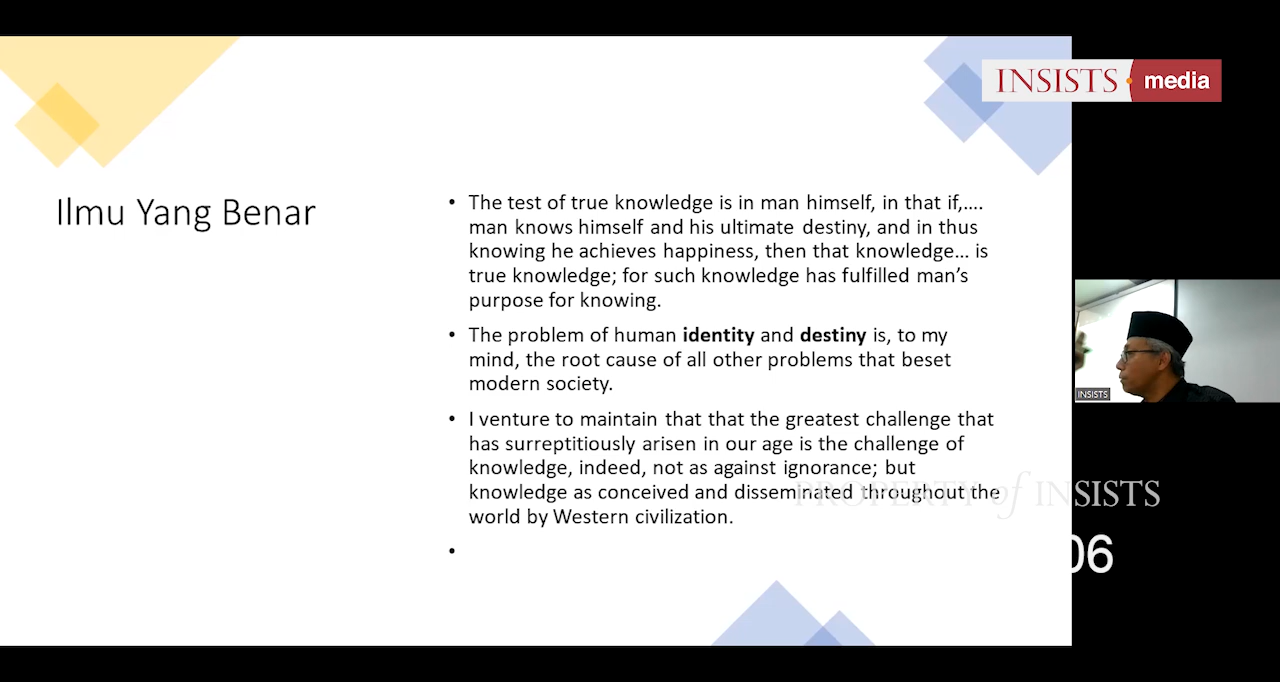 INSISTS media
Ilmu Yang Benar
• The test of true knowledge is in man himself, in that if,....
man knows himself and his ultimate destiny, and in thus
knowing he achieves happiness, then that knowledge... is
true knowledge; for such knowledge has fulfilled man's
purpose for knowing.
• The problem of human identity and destiny is, to my
mind, the root cause of all other problems that beset
modern society.
• I venture to maintain that that the greatest challenge that
has surreptitiously arisen in our age is the challenge of
knowledge, indeed, not as against ignorance; but
knowledge as conceived and disseminated throughout the
world by Western civilization.
•
INSISTS
PROPERTY of INSISTS
06